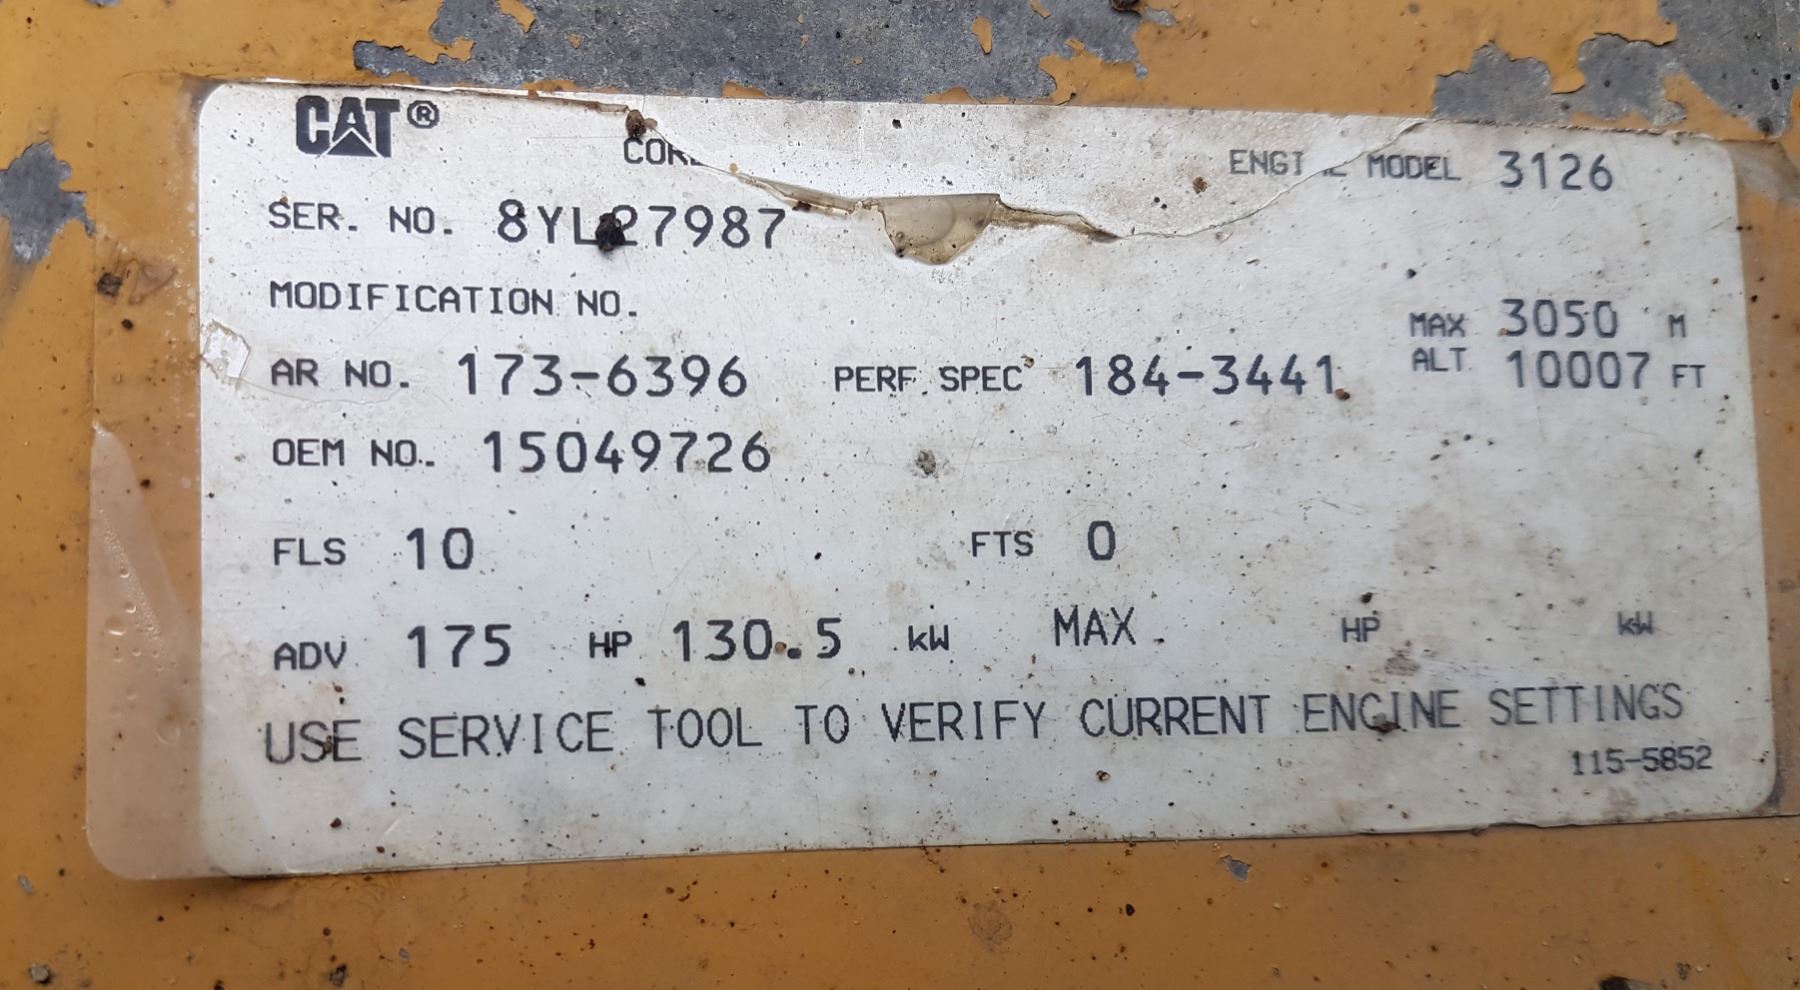 CAT®
ENGINE MODEL 3126
SER. NO. 8YL27987
MODIFICATION NO.
MAX ALT 3050 M 10007 FT
AR NO. 173-6396 PERF SPEC 184-3441
OEM NO. 15049726
FLS 10 FTS 0
ADV 175 HP 130.5 kW MAX. HP kW
USE SERVICE TOOL TO VERIFY CURRENT ENGINE SETTINGS
115-5852